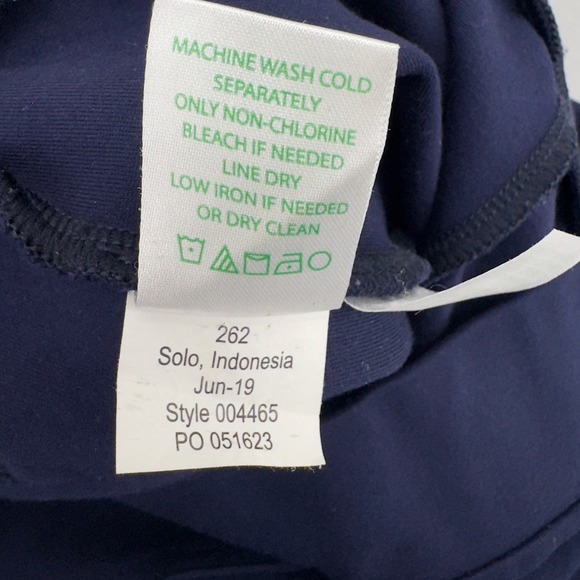 MACHINE WASH COLD
SEPARATELY
ONLY NON-CHLORINE
BLEACH IF NEEDED
LINE DRY
LOW IRON IF NEEDED
OR DRY CLEAN
262
Solo, Indonesia
Jun-19
Style 004465
PO 051623